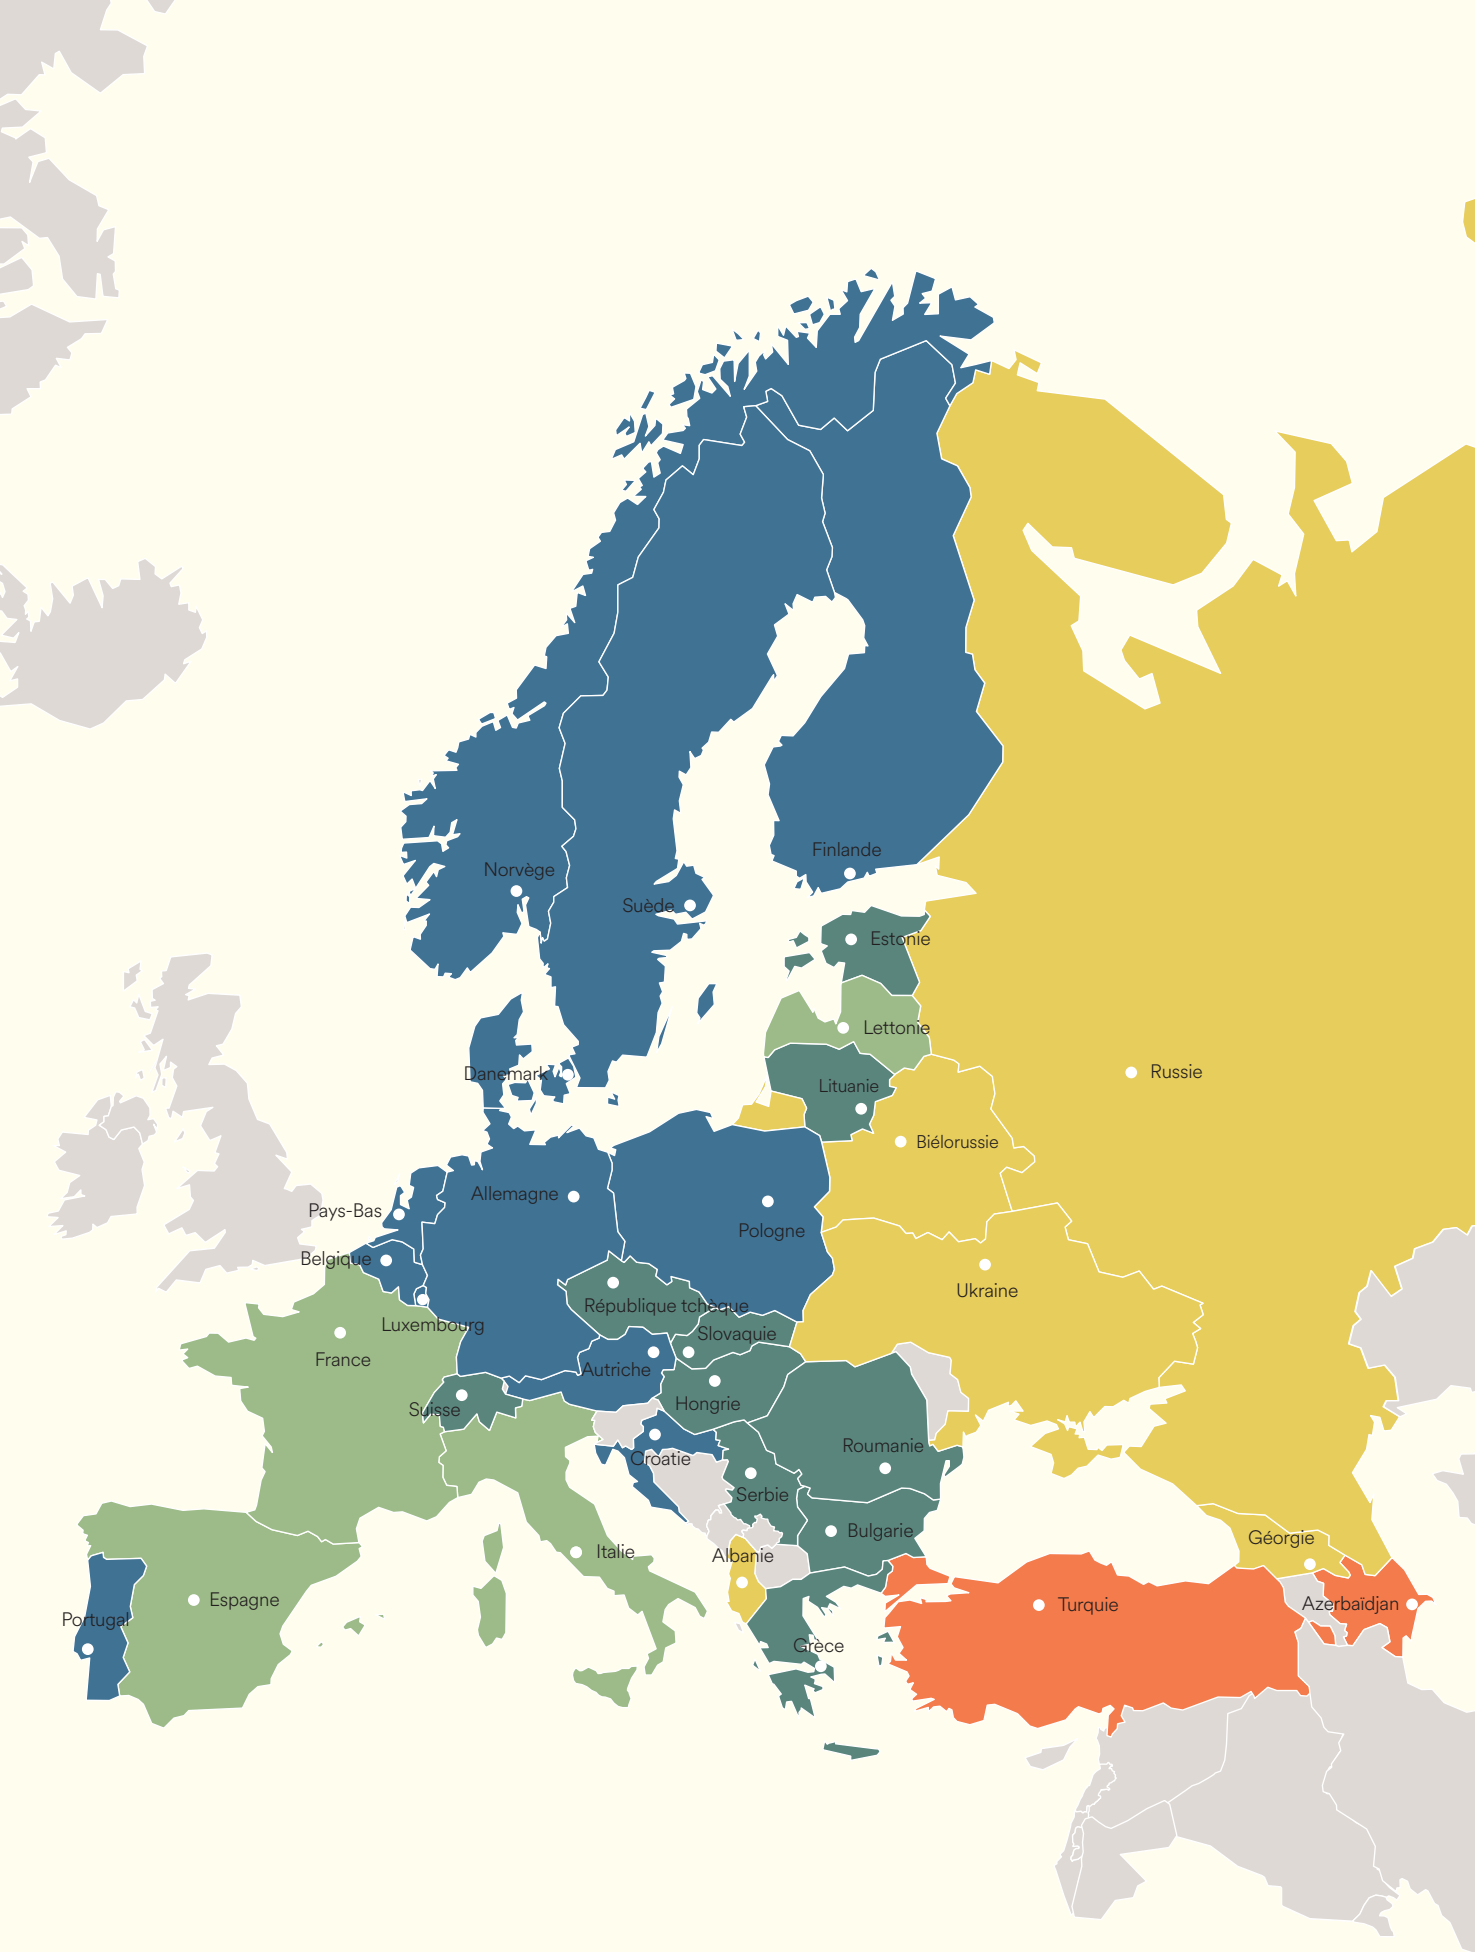 Finlande
Norvège
Suède
Estonie
Lettonie
Russie
Danemark
Lituanie
Biélorussie
Allemagne
Pays-Bas
Pologne
Belgique
Ukraine
République tchèque
Luxembourg
Slovaquie
France
Autriche
Hongrie
Suisse
Roumanie
Croatie
Serbie
Bulgarie
Géorgie
Italie
Albanie
Espagne
Azerbaïdjan
Turquie
Portugal
Grèce